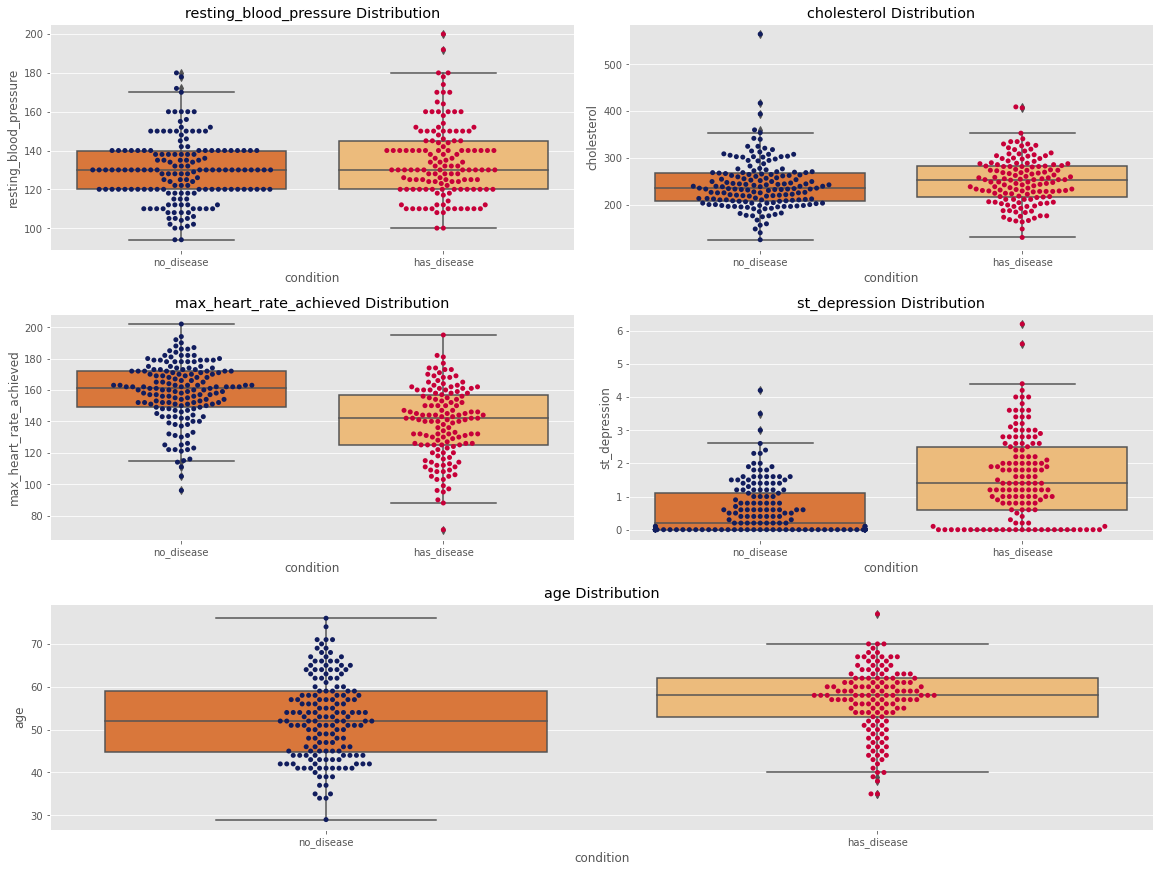 resting_blood_pressure Distribution
resting_blood_pressure
200
180
160
140
120
100
no_disease
has_disease
condition
cholesterol Distribution
cholesterol
500
400
300
200
no_disease
has_disease
condition
max_heart_rate_achieved Distribution
max_heart_rate_achieved
200
180
160
140
120
100
80
no_disease
has_disease
condition
st_depression Distribution
st_depression
6
5
4
3
2
1
0
no_disease
has_disease
condition
age Distribution
age
70
60
50
40
30
no_disease
has_disease
condition